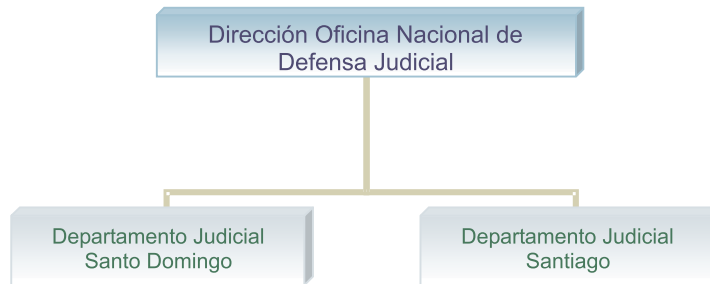 Dirección Oficina Nacional de
Defensa Judicial
Departamento Judicial
Santo Domingo
Departamento Judicial
Santiago